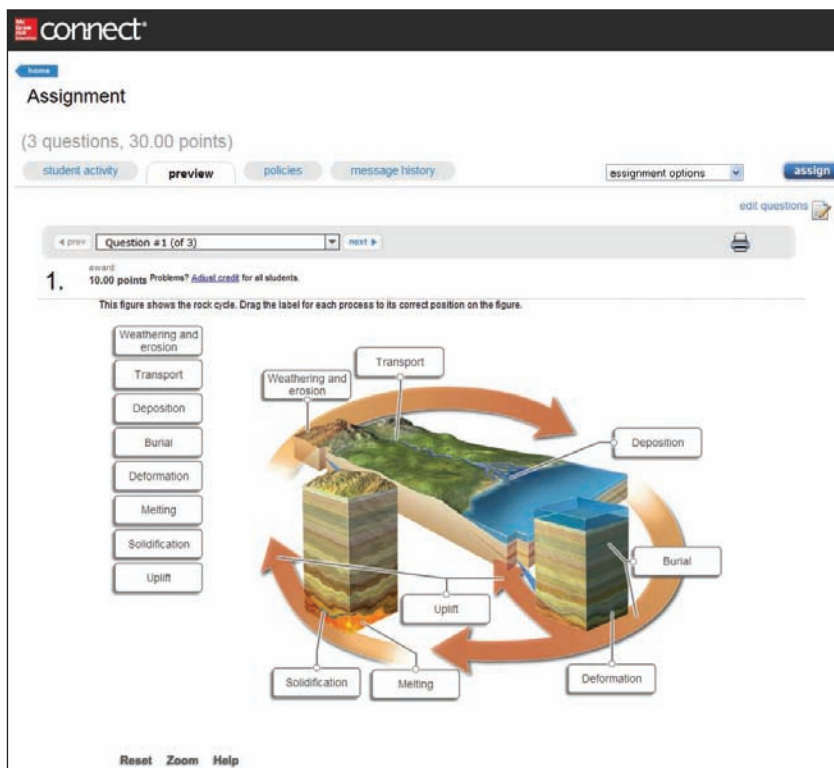 Mc
Graw
Hill
Education
connect®
home
Assignment
(3 questions, 30.00 points)
student activity
preview
policies
message history
assignment options
assign
edit questions
prev
Question #1 (of 3)
next
1.
award:
10.00 points
Problems? Adjust credit for all students.
This figure shows the rock cycle. Drag the label for each process to its correct position on the figure.
Weathering and
erosion
Transport
Deposition
Burial
Deformation
Melting
Solidification
Uplift
Transport
Weathering and
erosion
Deposition
Burial
Uplift
Solidification
Melting
Deformation
Reset Zoom Help